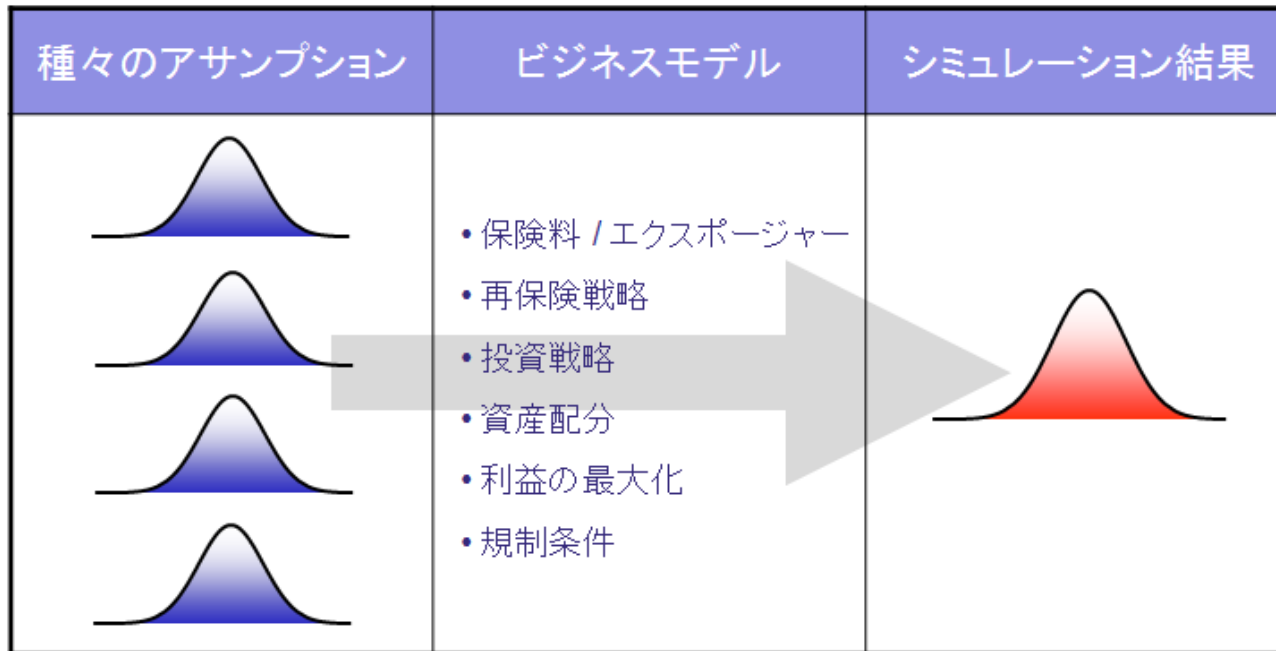 種々のアサンプション
ビジネスモデル
シミュレーション結果
• 保険料 / エクスポージャー
• 再保険戦略
• 投資戦略
• 資産配分
• 利益の最大化
• 規制条件